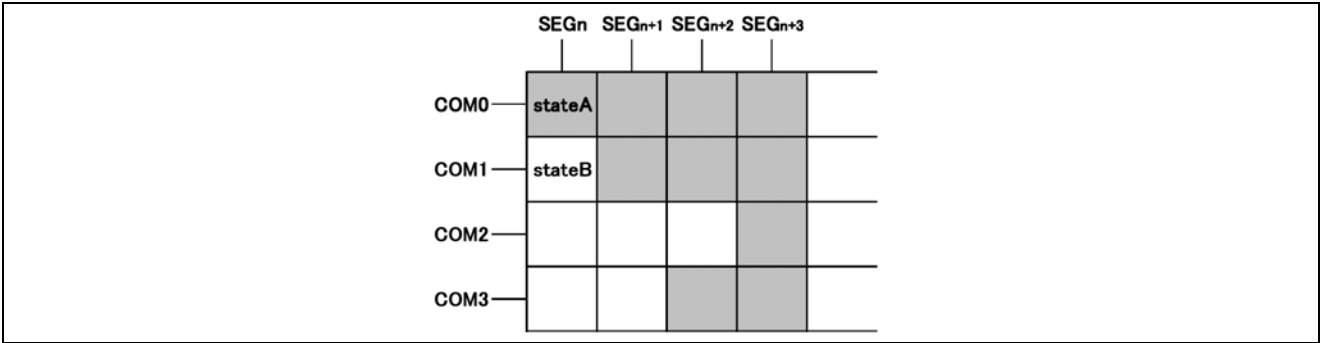 SEGn SEGn+1 SEGn+2 SEGn+3
COM0 stateA
COM1 stateB
COM2
COM3